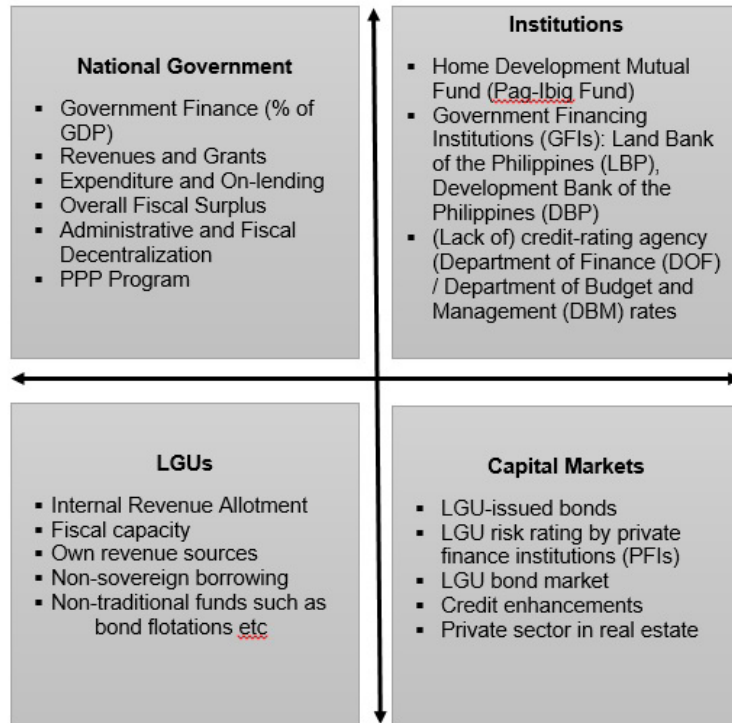 National Government
▪ Government Finance (% of
GDP)
▪ Revenues and Grants
▪ Expenditure and On-lending
▪ Overall Fiscal Surplus
▪ Administrative and Fiscal
Decentralization
▪ PPP Program
Institutions
▪ Home Development Mutual
Fund (Pag-Ibig Fund)
▪ Government Financing
Institutions (GFIs): Land Bank
of the Philippines (LBP),
Development Bank of the
Philippines (DBP)
▪ (Lack of) credit-rating agency
(Department of Finance (DOF)
/ Department of Budget and
Management (DBM) rates
LGUs
▪ Internal Revenue Allotment
▪ Fiscal capacity
▪ Own revenue sources
▪ Non-sovereign borrowing
▪ Non-traditional funds such as
bond flotations etc
Capital Markets
▪ LGU-issued bonds
▪ LGU risk rating by private
finance institutions (PFIs)
▪ LGU bond market
▪ Credit enhancements
▪ Private sector in real estate